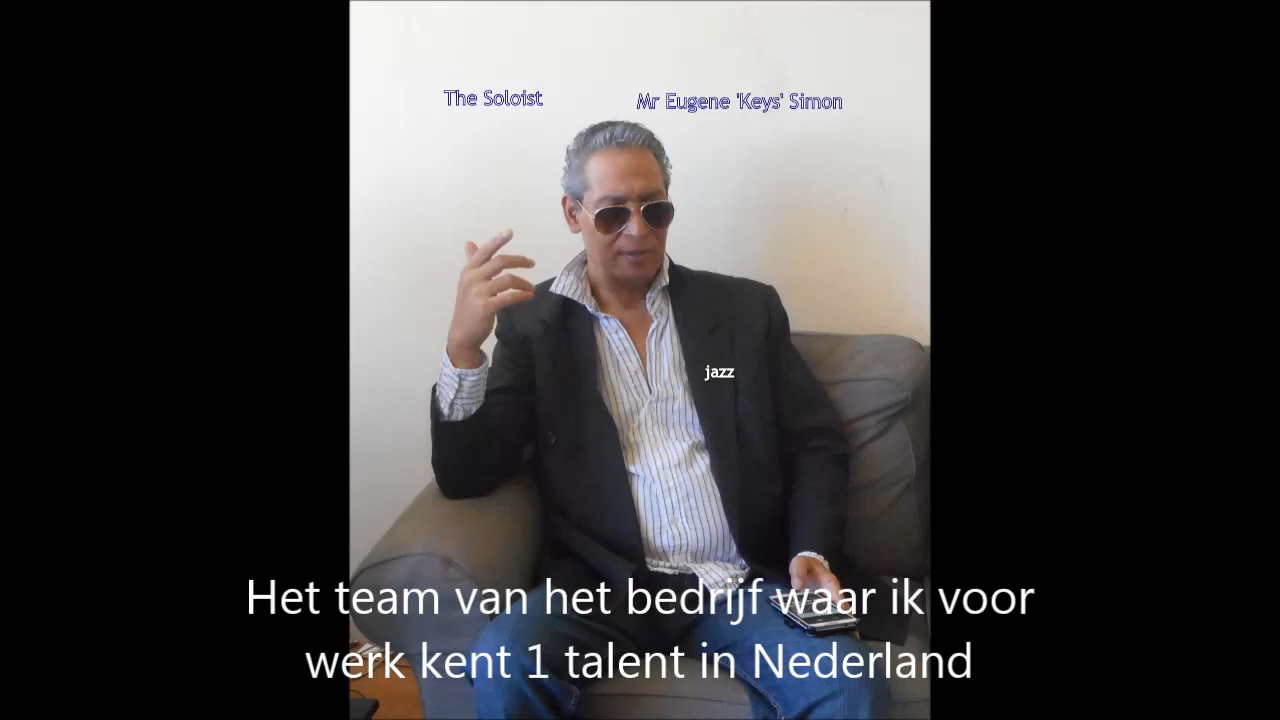 The Soloist
Mr Eugene 'Keys' Simon
jazz
Het team van het bedrijf waar ik voor
werk kent 1 talent in Nederland